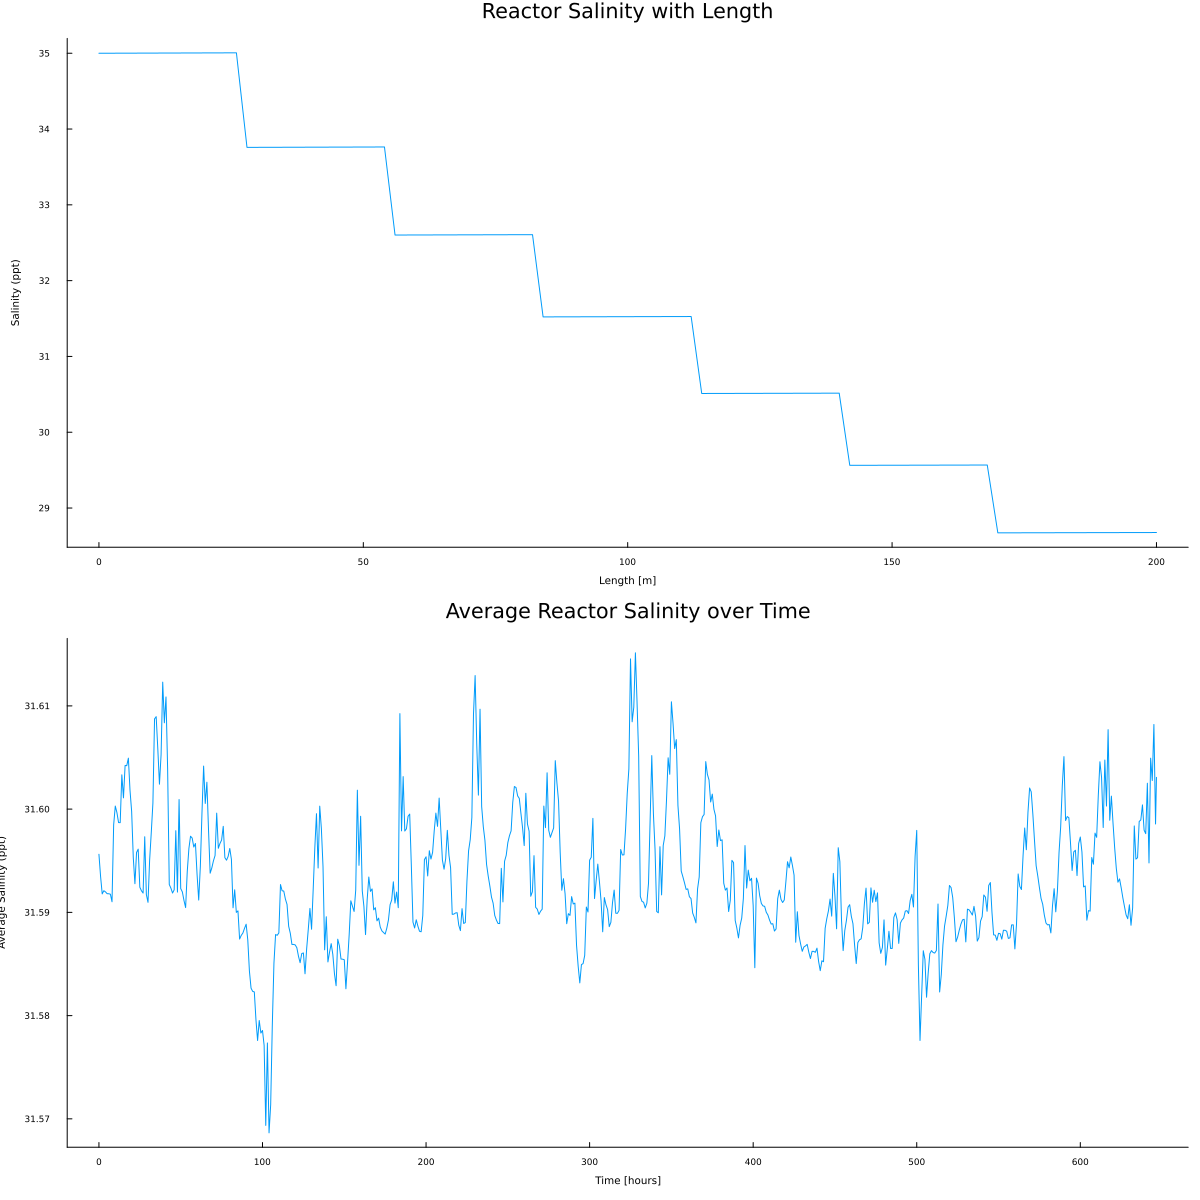 Reactor Salinity with Length
Salinity (ppt)
35
34
33
32
31
30
29
0 50 100 150 200
Length [m]
Average Reactor Salinity over Time
Average Salinity (ppt)
31.61
31.60
31.59
31.58
31.57
0 100 200 300 400 500 600
Time [hours]